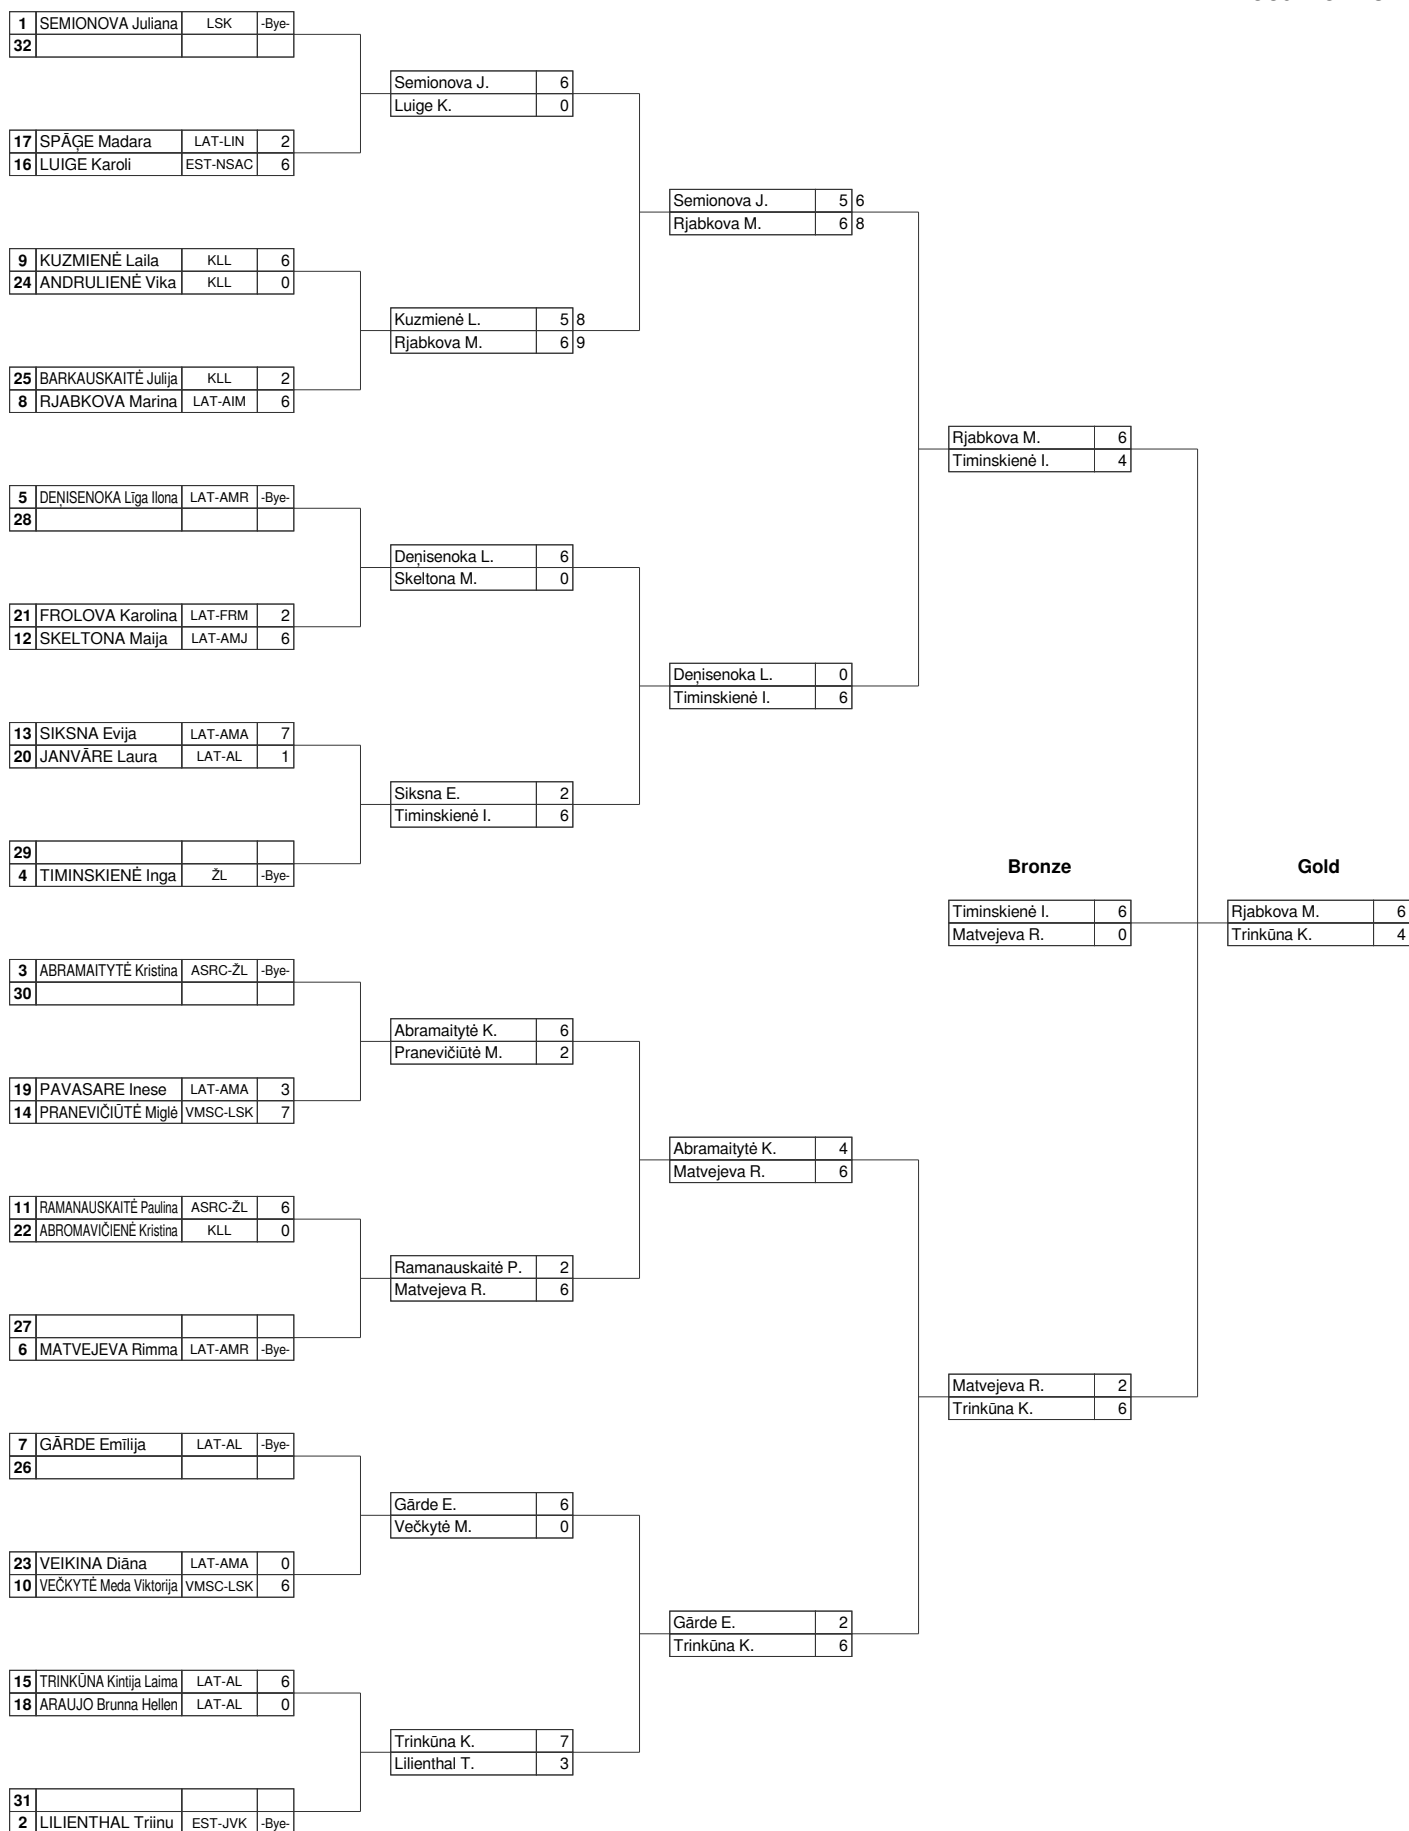 1 SEMIONOVA Juliana LSK -Bye-
32
Semionova J. 6
Luige K. 0
17 SPĀĢE Madara LAT-LIN 2
16 LUIGE Karoli EST-NSAC 6
Semionova J. 5 6
Rjabkova M. 6 8
9 KUZMIENĖ Laila KLL 6
24 ANDRULIENĖ Vika KLL 0
Kuzmienė L. 5 8
Rjabkova M. 6 9
25 BARKAUSKAITĖ Julija KLL 2
8 RJABKOVA Marina LAT-AIM 6
Rjabkova M. 6
Timinskienė I. 4
5 DEŅISENOKA Līga Ilona LAT-AMR -Bye-
28
Deņisenoka L. 6
Skeltona M. 0
21 FROLOVA Karolina LAT-FRM 2
12 SKELTONA Maija LAT-AMJ 6
Deņisenoka L. 0
Timinskienė I. 6
13 SIKSNA Evija LAT-AMA 7
20 JANVĀRE Laura LAT-AL 1
Siksna E. 2
Timinskienė I. 6
29
4 TIMINSKIENĖ Inga ŽL -Bye-
Bronze Gold
Timinskienė I. 6 Rjabkova M. 6
Matvejeva R. 0 Trinkūna K. 4
3 ABRAMAITYTĖ Kristina ASRC-ŽL -Bye-
30
Abramaitytė K. 6
Pranevičiūtė M. 2
19 PAVASARE Inese LAT-AMA 3
14 PRANEVIČIŪTĖ Miglė VMSC-LSK 7
Abramaitytė K. 4
Matvejeva R. 6
11 RAMANAUSKAITĖ Paulina ASRC-ŽL 6
22 ABROMAVIČIENĖ Kristina KLL 0
Ramanauskaitė P. 2
Matvejeva R. 6
27
6 MATVEJEVA Rimma LAT-AMR -Bye-
Matvejeva R. 2
Trinkūna K. 6
7 GĀRDE Emīlija LAT-AL -Bye-
26
Gārde E. 6
Večkytė M. 0
23 VEIKINA Diāna LAT-AMA 0
10 VEČKYTĖ Meda Viktorija VMSC-LSK 6
Gārde E. 2
Trinkūna K. 6
15 TRINKŪNA Kintija Laima LAT-AL 6
18 ARAUJO Brunna Hellen LAT-AL 0
Trinkūna K. 7
Lilienthal T. 3
31
2 LILIENTHAL Triinu EST-JVK -Bye-